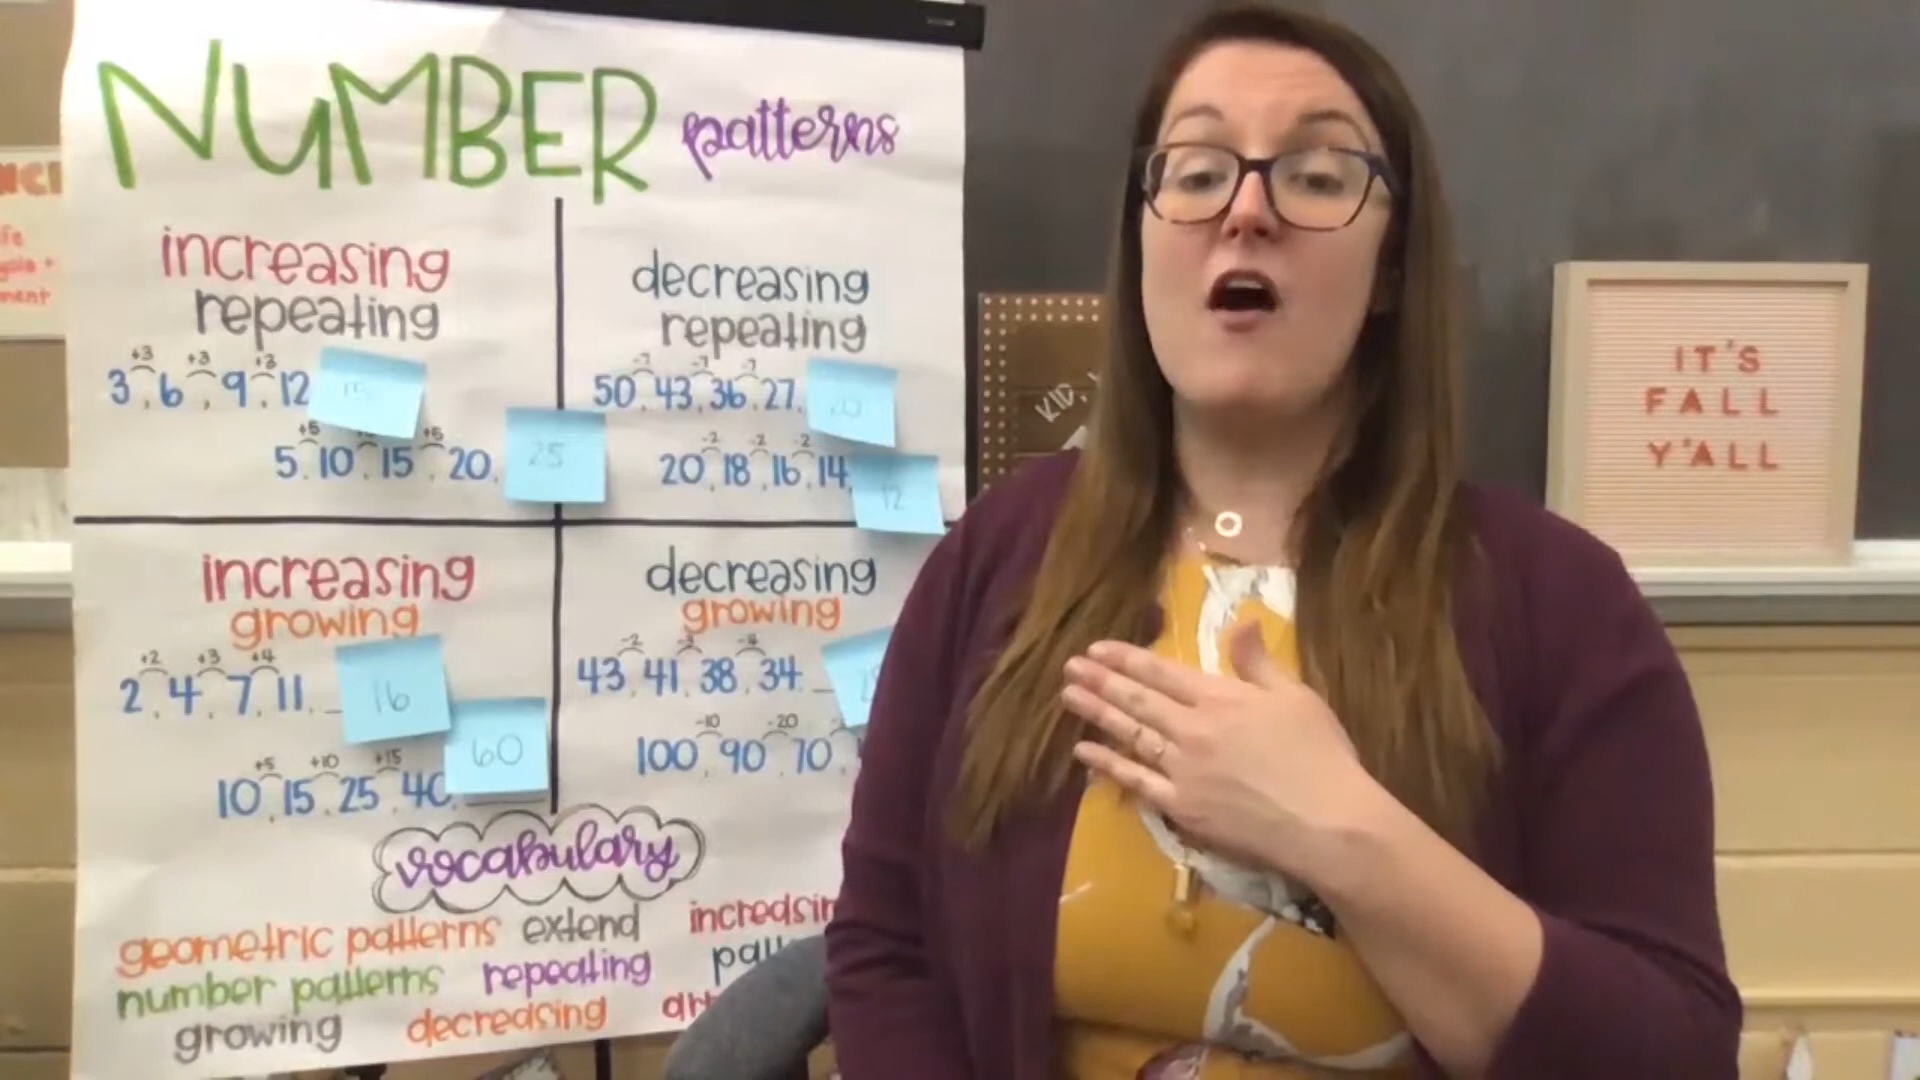 NUMBER patterns
increasing
repeating
+3 +3 +3
3, 6, 9, 12 15
+5 +5
5, 10, 15, 20, 25
decreasing
repeating
-7 -7 -7
50, 43, 36, 27, 20
-2 -2 -2
20, 18, 16, 14, 12
increasing
growing
+2 +3 +4
2, 4, 7, 11, _ 16
+5 +10 +15
10, 15, 25, 40, 60
decreasing
growing
-2 -3 -4
43, 41, 38, 34, _
-10 -20
100, 90, 70,
vocabulary
geometric patterns extend
number patterns repeating
growing decreasing
IT'S
FALL
Y'ALL
KID,